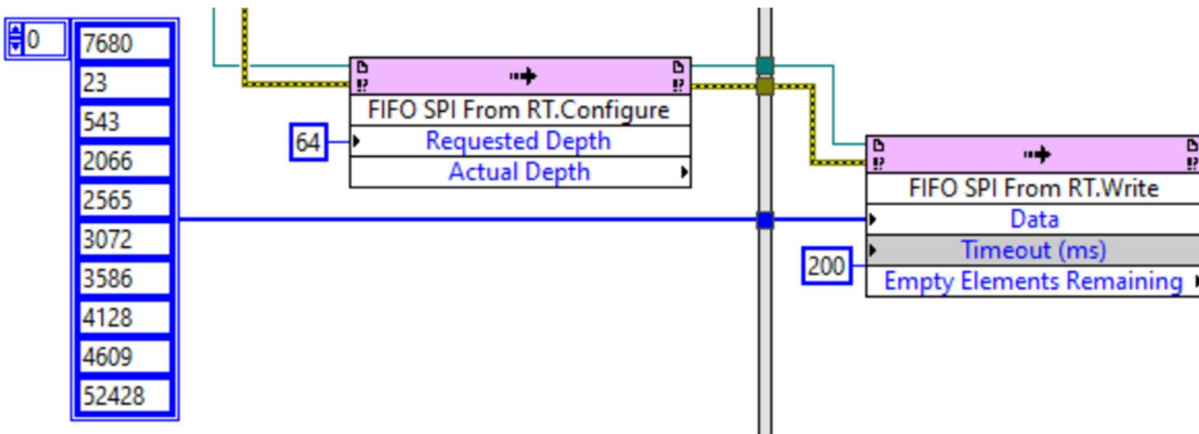 0
7680
23
543
2066
2565
3072
3586
4128
4609
52428
FIFO SPI From RT.Configure
64
Requested Depth
Actual Depth
FIFO SPI From RT.Write
Data
Timeout (ms)
200
Empty Elements Remaining